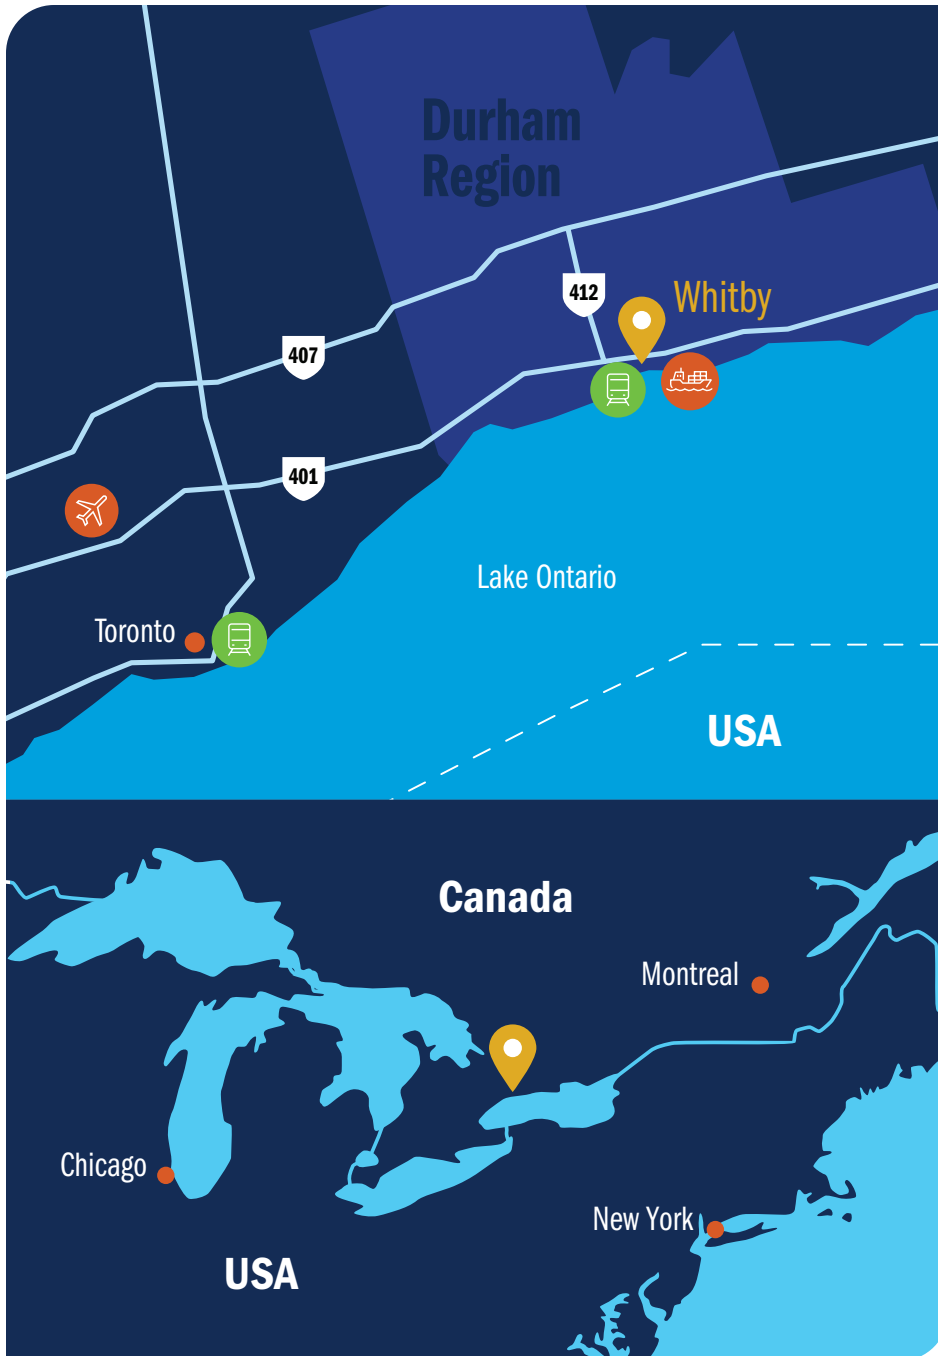 Durham
Region
412
Whitby
407
401
Lake Ontario
Toronto
USA
Canada
Montreal
Chicago
New York
USA